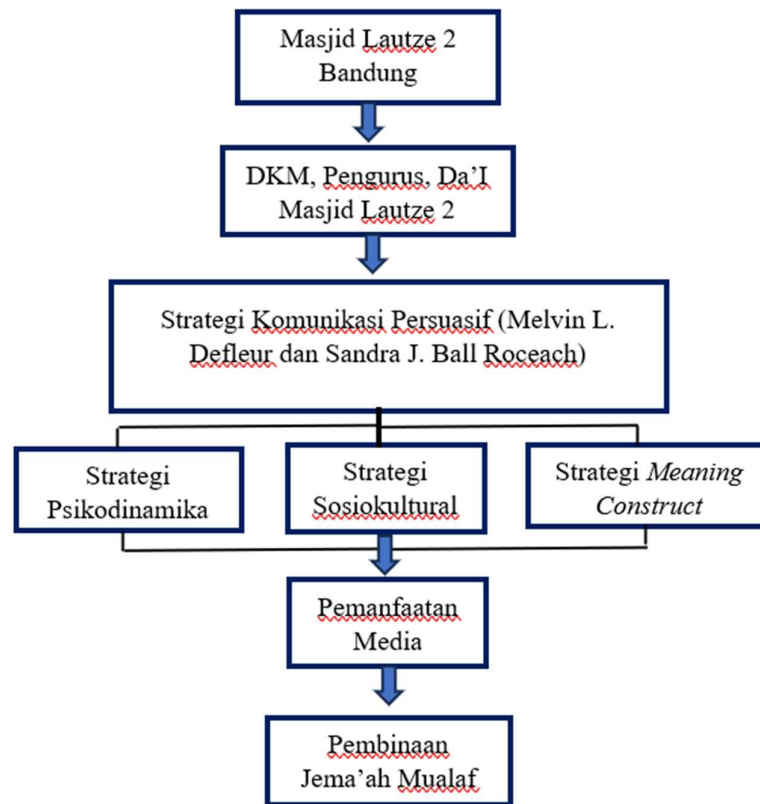 Masjid Lautze 2
Bandung
DKM, Pengurus, Da’I
Masjid Lautze 2
Strategi Komunikasi Persuasif (Melvin L.
Defleur dan Sandra J. Ball Roceach)
Strategi
Psikodinamika
Strategi
Sosiokultural
Strategi Meaning
Construct
Pemanfaatan
Media
Pembinaan
Jema’ah Mualaf